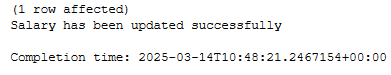 (1 row affected)
Salary has been updated successfully
Completion time: 2025-03-14T10:48:21.2467154+00:00